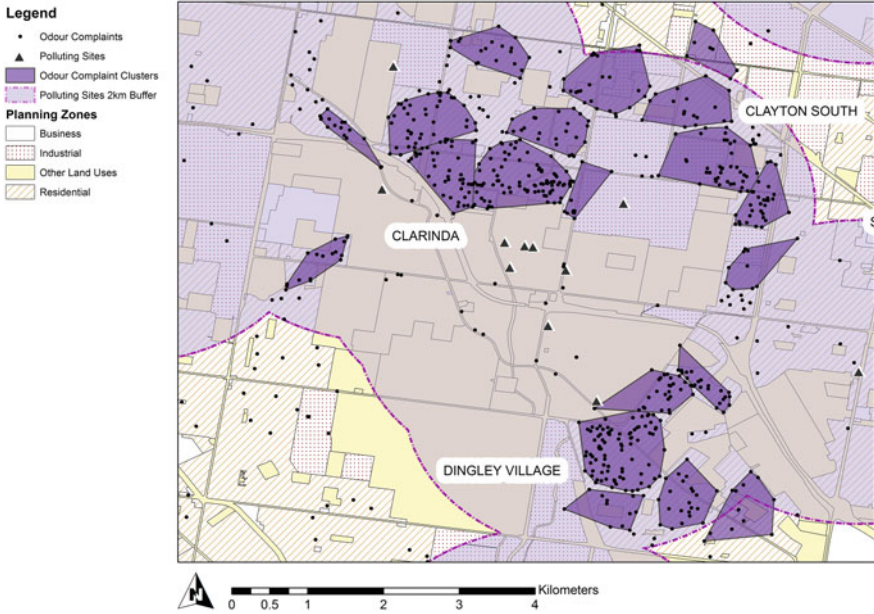 Legend
Odour Complaints
Polluting Sites
Odour Complaint Clusters
Polluting Sites 2km Buffer
Planning Zones
Business
Industrial
Other Land Uses
Residential
CLAYTON SOUTH
S
CLARINDA
DINGLEY VILLAGE
N
Kilometers
0 0.5 1 2 3 4